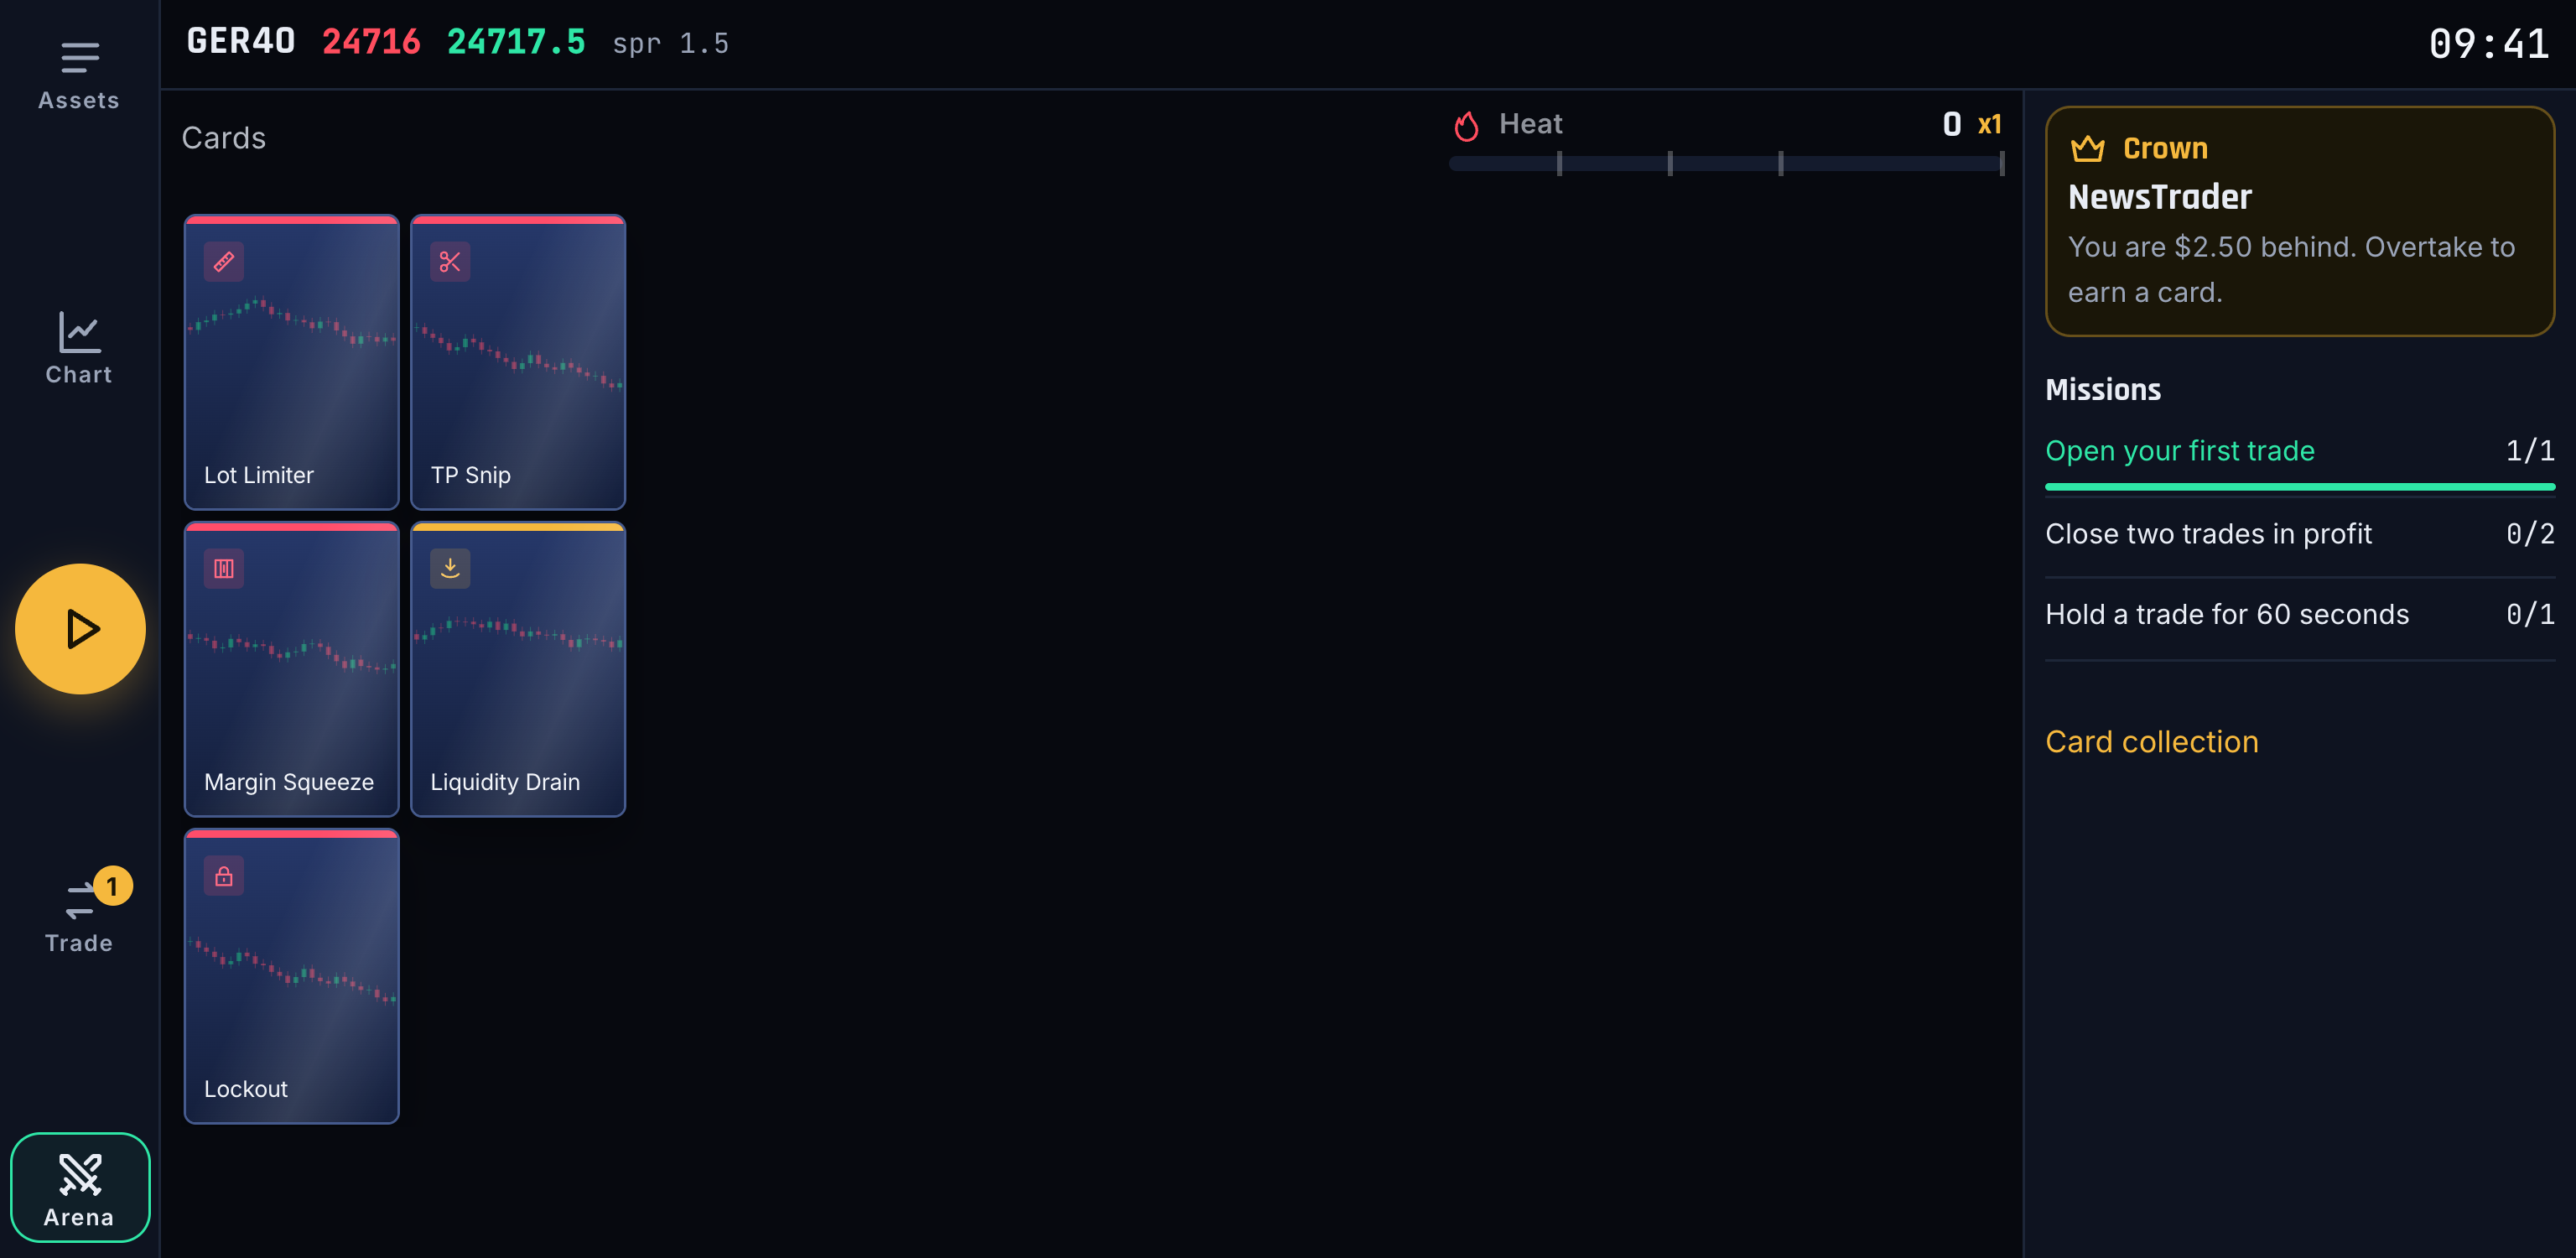 GER40 24716 24717.5 spr 1.5 09:41
Assets
Chart
1
Trade
Arena
Cards
Heat 0 x1
Lot Limiter
TP Snip
Margin Squeeze
Liquidity Drain
Lockout
Crown
NewsTrader
You are $2.50 behind. Overtake to
earn a card.
Missions
Open your first trade 1/1
Close two trades in profit 0/2
Hold a trade for 60 seconds 0/1
Card collection